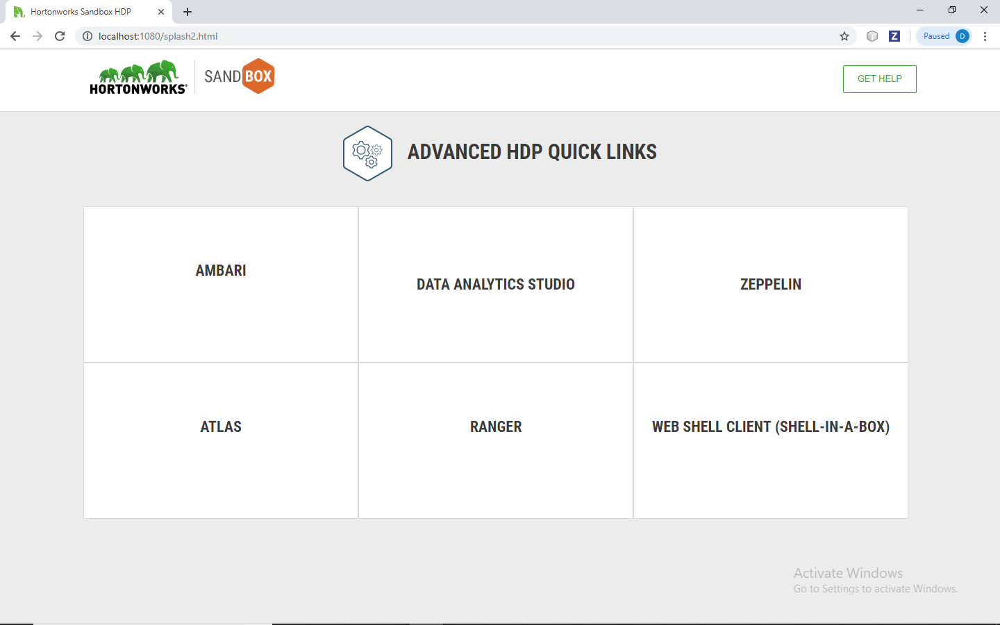 Hortonworks Sandbox HDP
localhost:1080/splash2.html
Z
Paused
D
HORTONWORKS®
SANDBOX
GET HELP
ADVANCED HDP QUICK LINKS
AMBARI
DATA ANALYTICS STUDIO
ZEPPELIN
ATLAS
RANGER
WEB SHELL CLIENT (SHELL-IN-A-BOX)
Activate Windows
Go to Settings to activate Windows.